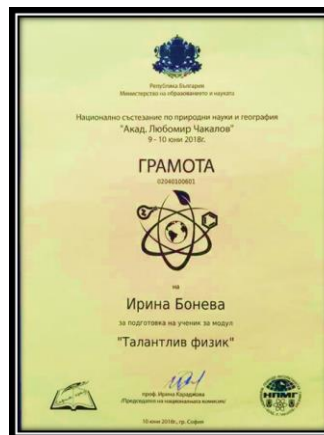 Република България
Министерство на образованието и науката
Национално състезание по природни науки и география
"Акад. Любомир Чакалов"
9 - 10 юни 2018г.
ГРАМОТА
02040100601
на
Ирина Бонева
за подготовка на ученик за модул
"Талантлив физик"
проф. Ирина Караджова
(Председател на националната комисия)
НПМГ
10 юни 2018г., гр. София